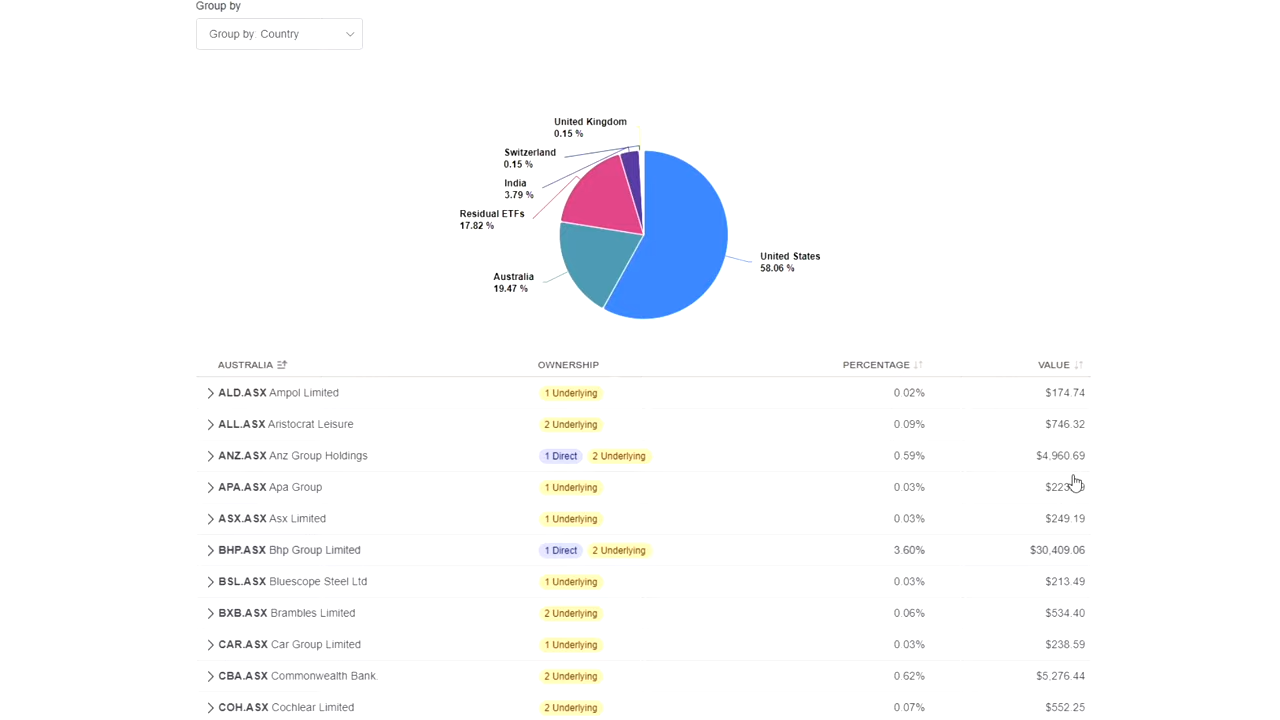 Group by
Group by Country
United Kingdom
0.15 %
Switzerland
0.15 %
India
3.79 %
Residual ETFs
17.82 %
United States
58.06 %
Australia
19.47 %
AUSTRALIA OWNERSHIP PERCENTAGE VALUE
ALD.ASX Ampol Limited 1 Underlying 0.02% $174.74
ALL.ASX Aristocrat Leisure 2 Underlying 0.09% $746.32
ANZ.ASX Anz Group Holdings 1 Direct 2 Underlying 0.59% $4,960.69
APA.ASX Apa Group 1 Underlying 0.03%
ASX.ASX Asx Limited 1 Underlying 0.03% $249.19
BHP.ASX Bhp Group Limited 1 Direct 2 Underlying 3.60% $30,409.06
BSL.ASX Bluescope Steel Ltd 1 Underlying 0.03% $213.49
BXB.ASX Brambles Limited 2 Underlying 0.06% $534.40
CAR.ASX Car Group Limited 1 Underlying 0.03% $238.59
CBA.ASX Commonwealth Bank. 2 Underlying 0.62% $5,276.44
COH.ASX Cochlear Limited 2 Underlying 0.07% $552.25